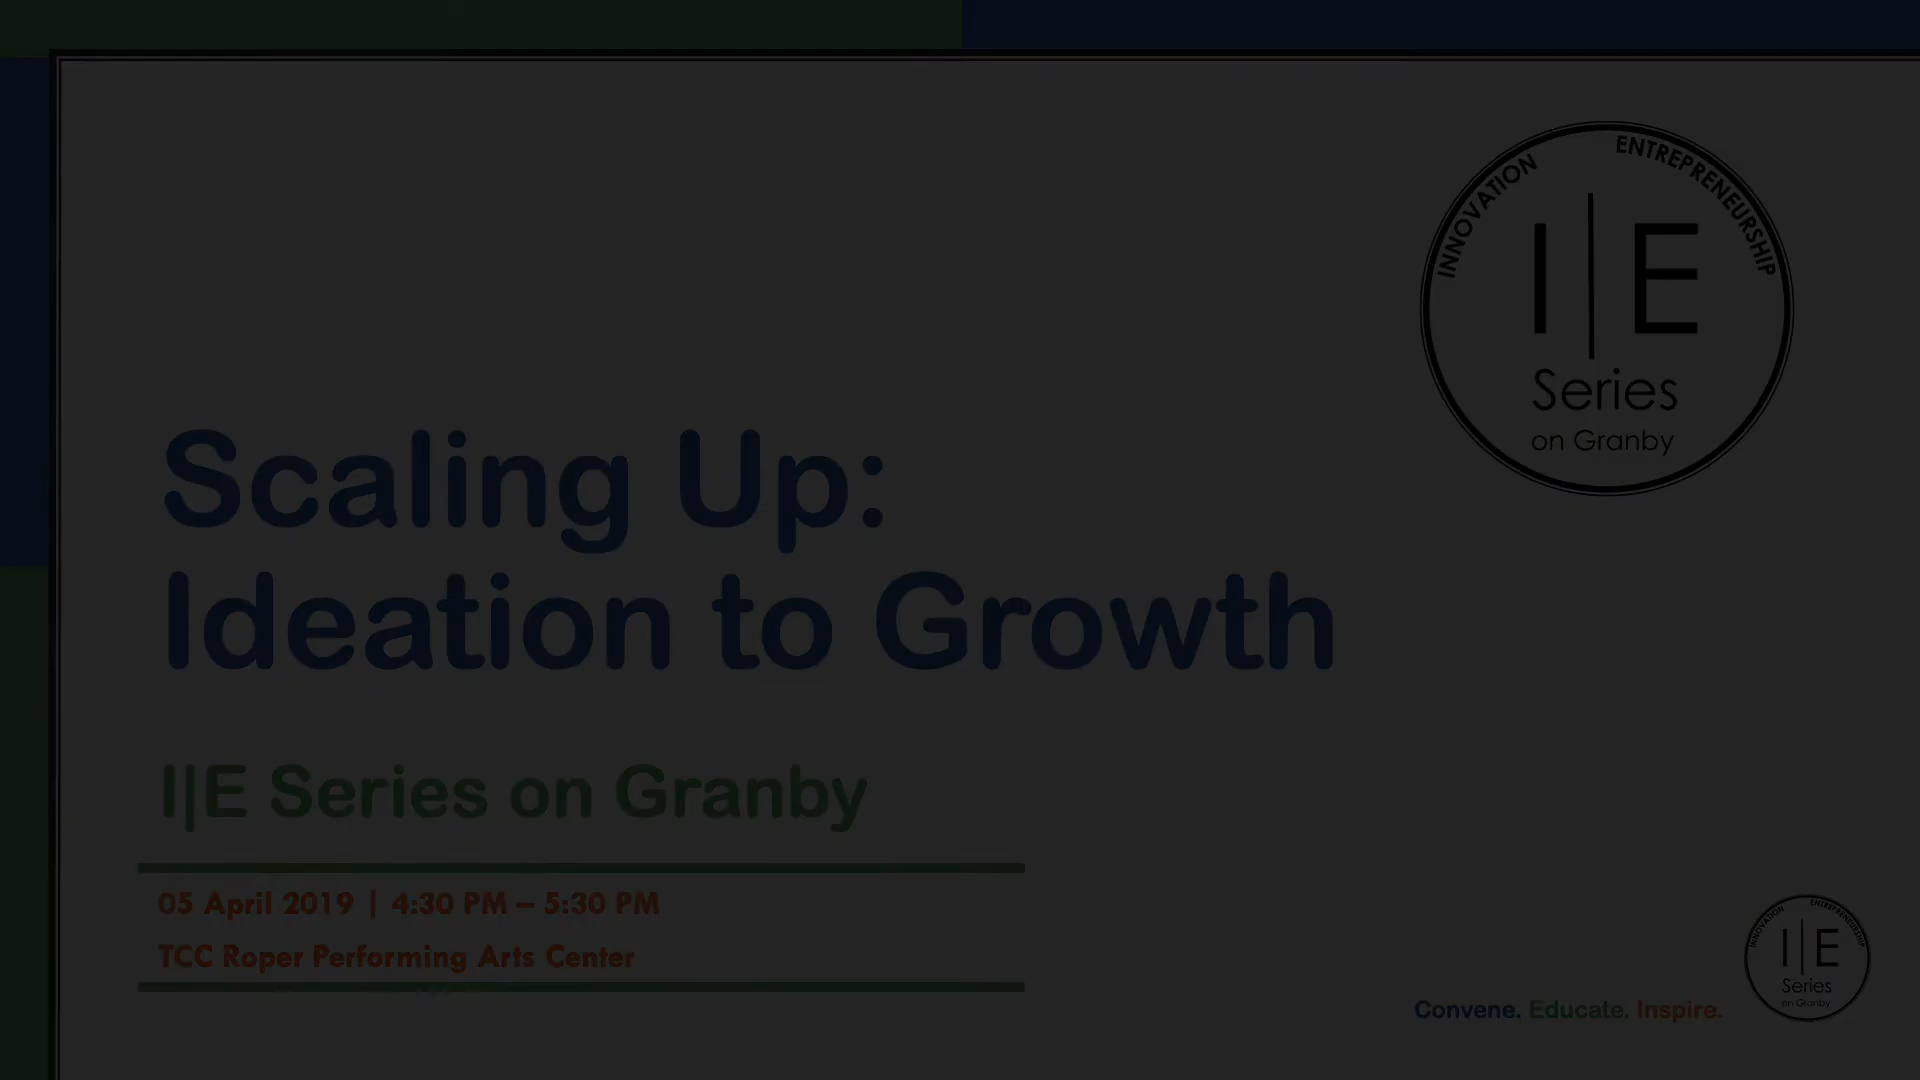 INNOVATION ENTREPRENEURSHIP
I|E
Series
on Granby
Scaling Up:
Ideation to Growth
I|E Series on Granby
05 April 2019 | 4:30 PM – 5:30 PM
TCC Roper Performing Arts Center
Convene. Educate. Inspire.
INNOVATION ENTREPRENEURSHIP
I|E
Series
on Granby